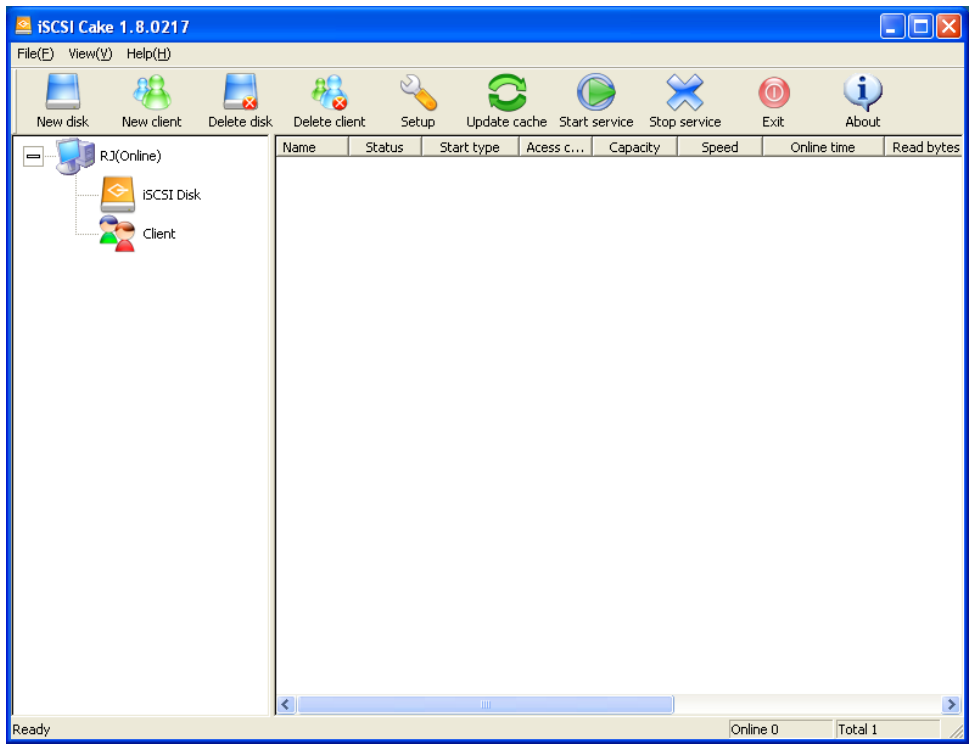 iSCSI Cake 1.8.0217
File(F) View(V) Help(H)
New disk New client Delete disk Delete client Setup Update cache Start service Stop service Exit About
RJ(Online)
iSCSI Disk
Client
Name Status Start type Acess c... Capacity Speed Online time Read bytes
Ready Online 0 Total 1